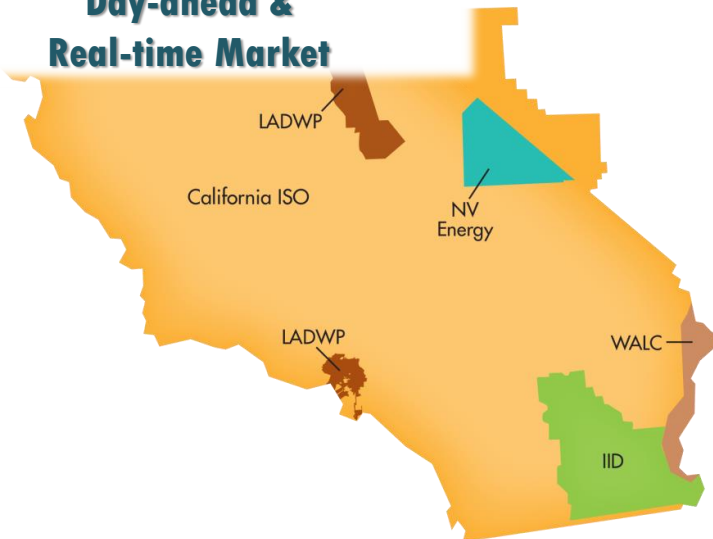 Day-ahead &
Real-time Market
LADWP
California ISO
NV
Energy
LADWP
WALC
IID